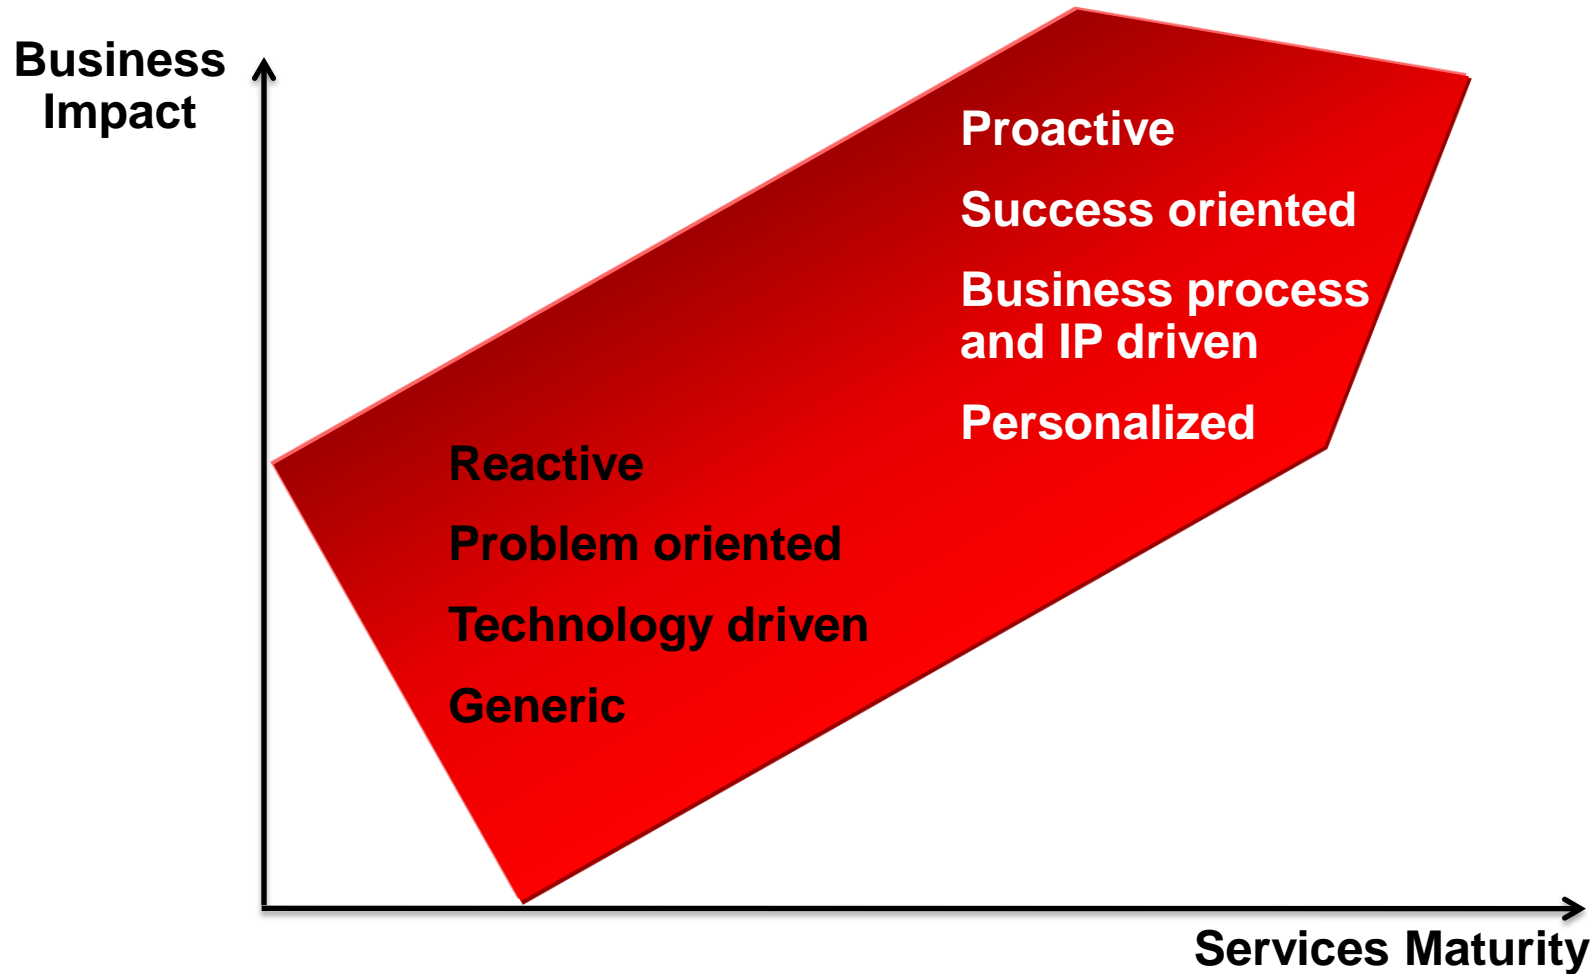 Business
Impact
Proactive
Success oriented
Business process
and IP driven
Personalized
Reactive
Problem oriented
Technology driven
Generic
Services Maturity